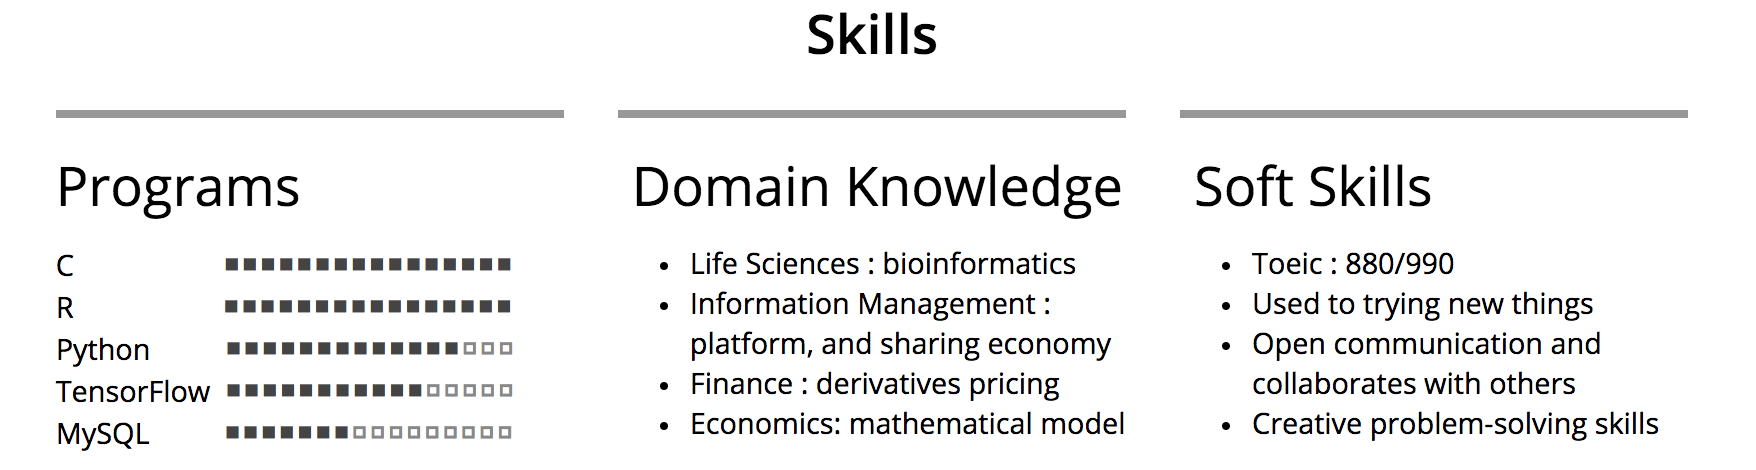 Skills
Programs
C ■■■■■■■■■■■■■■■■
R ■■■■■■■■■■■■■■■■
Python ■■■■■■■■■■■■■□□□
TensorFlow ■■■■■■■■■■■□□□□□
MySQL ■■■■■■■□□□□□□□□□
Domain Knowledge
• Life Sciences : bioinformatics
• Information Management :
platform, and sharing economy
• Finance : derivatives pricing
• Economics: mathematical model
Soft Skills
• Toeic : 880/990
• Used to trying new things
• Open communication and
collaborates with others
• Creative problem-solving skills